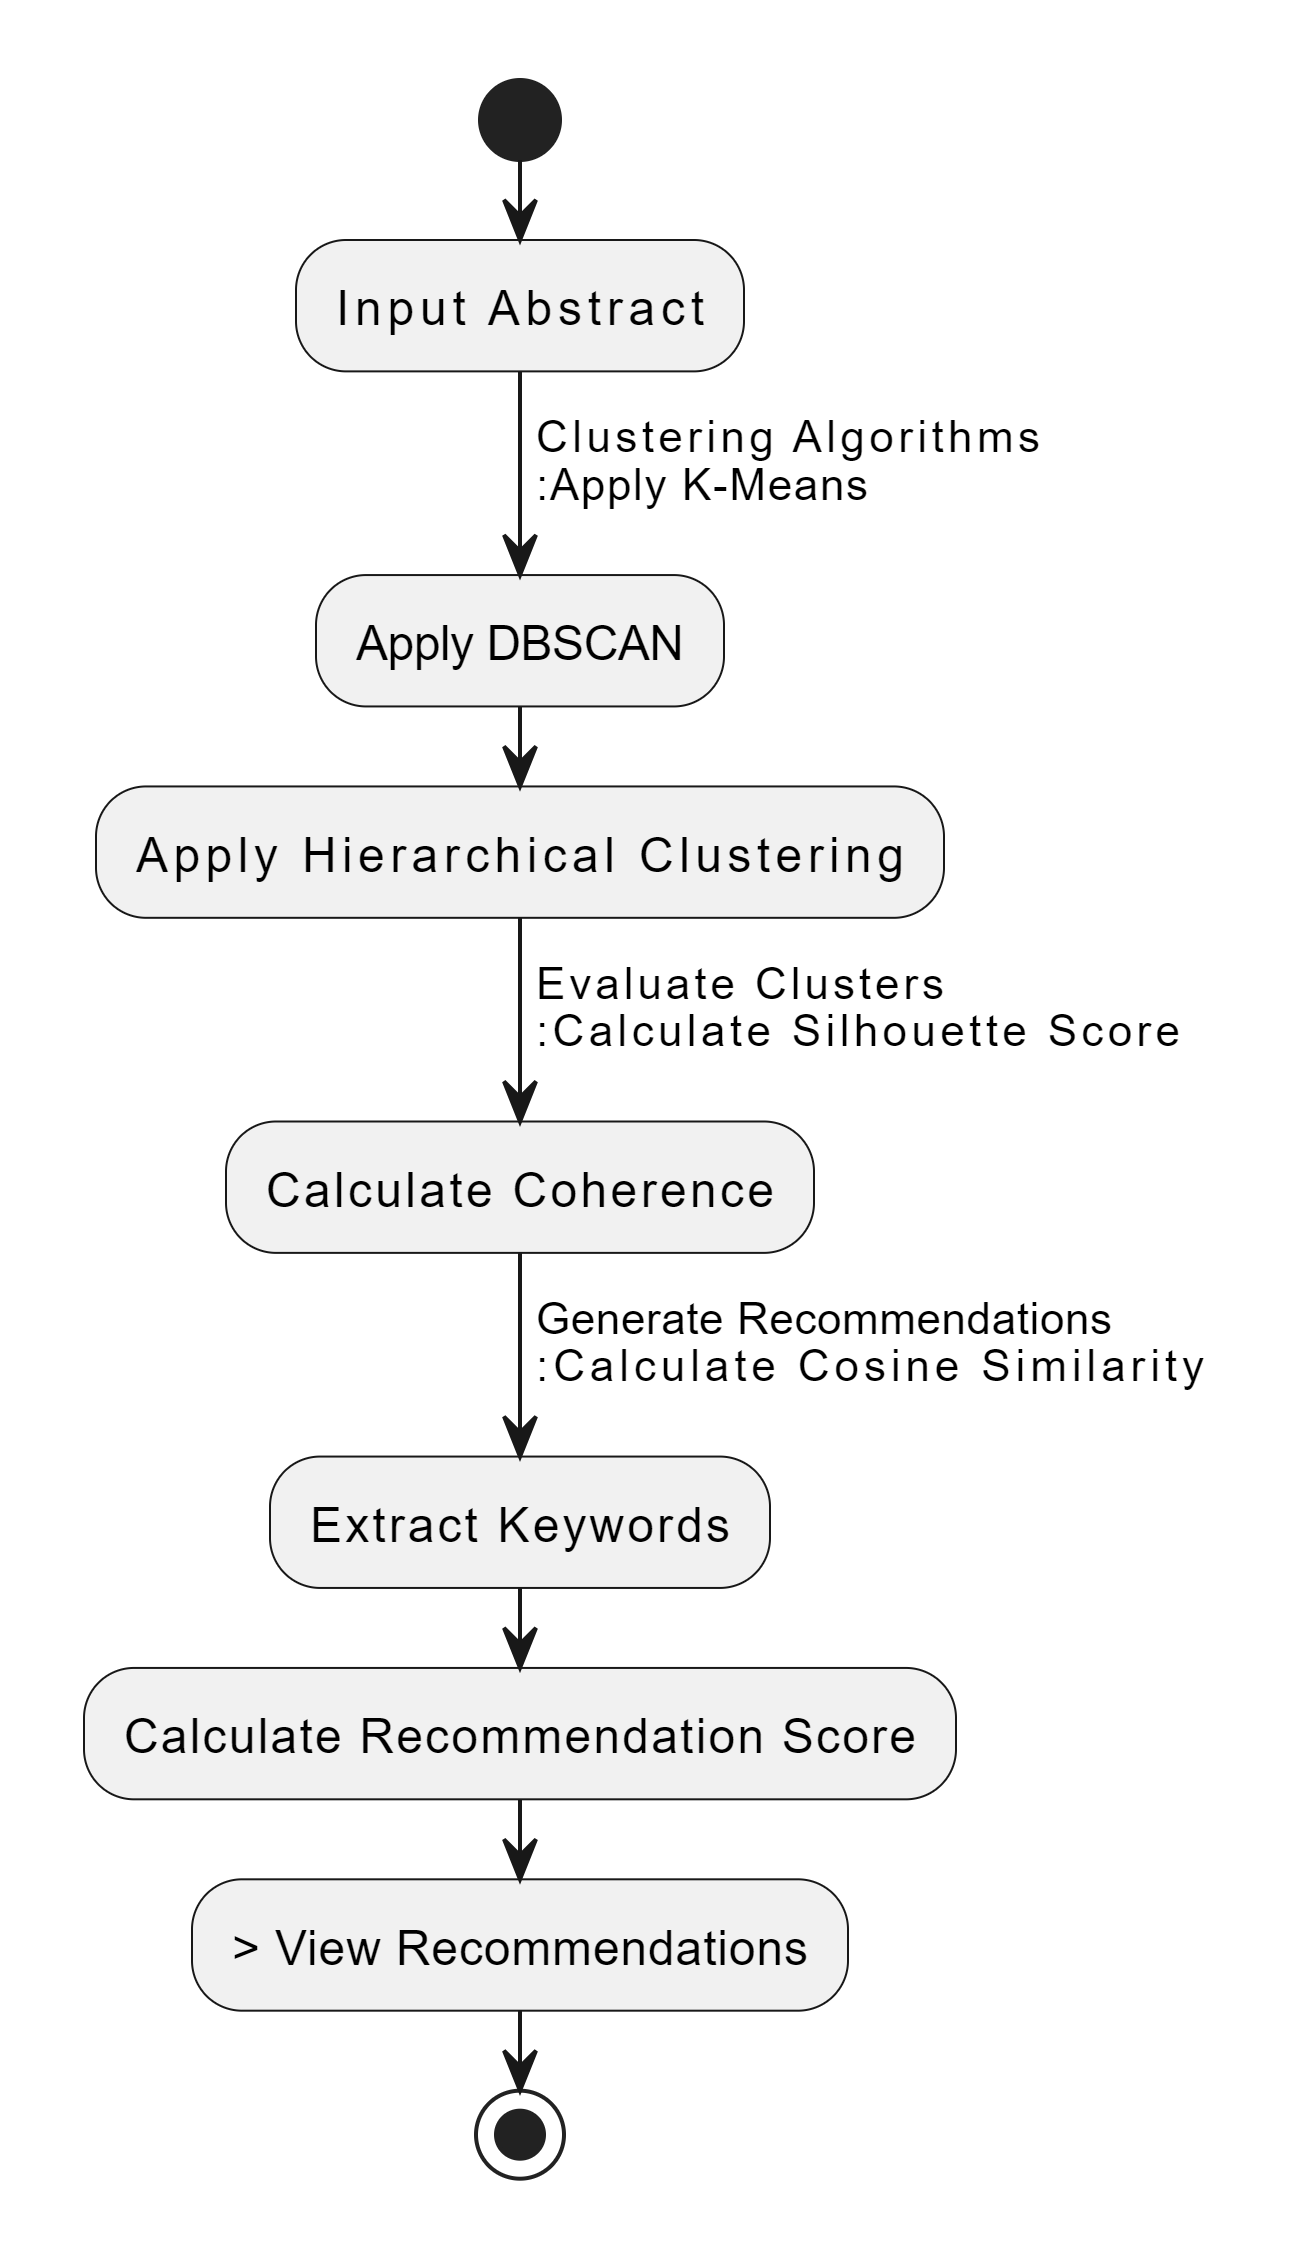 Input Abstract
Clustering Algorithms
:Apply K-Means
Apply DBSCAN
Apply Hierarchical Clustering
Evaluate Clusters
:Calculate Silhouette Score
Calculate Coherence
Generate Recommendations
:Calculate Cosine Similarity
Extract Keywords
Calculate Recommendation Score
> View Recommendations